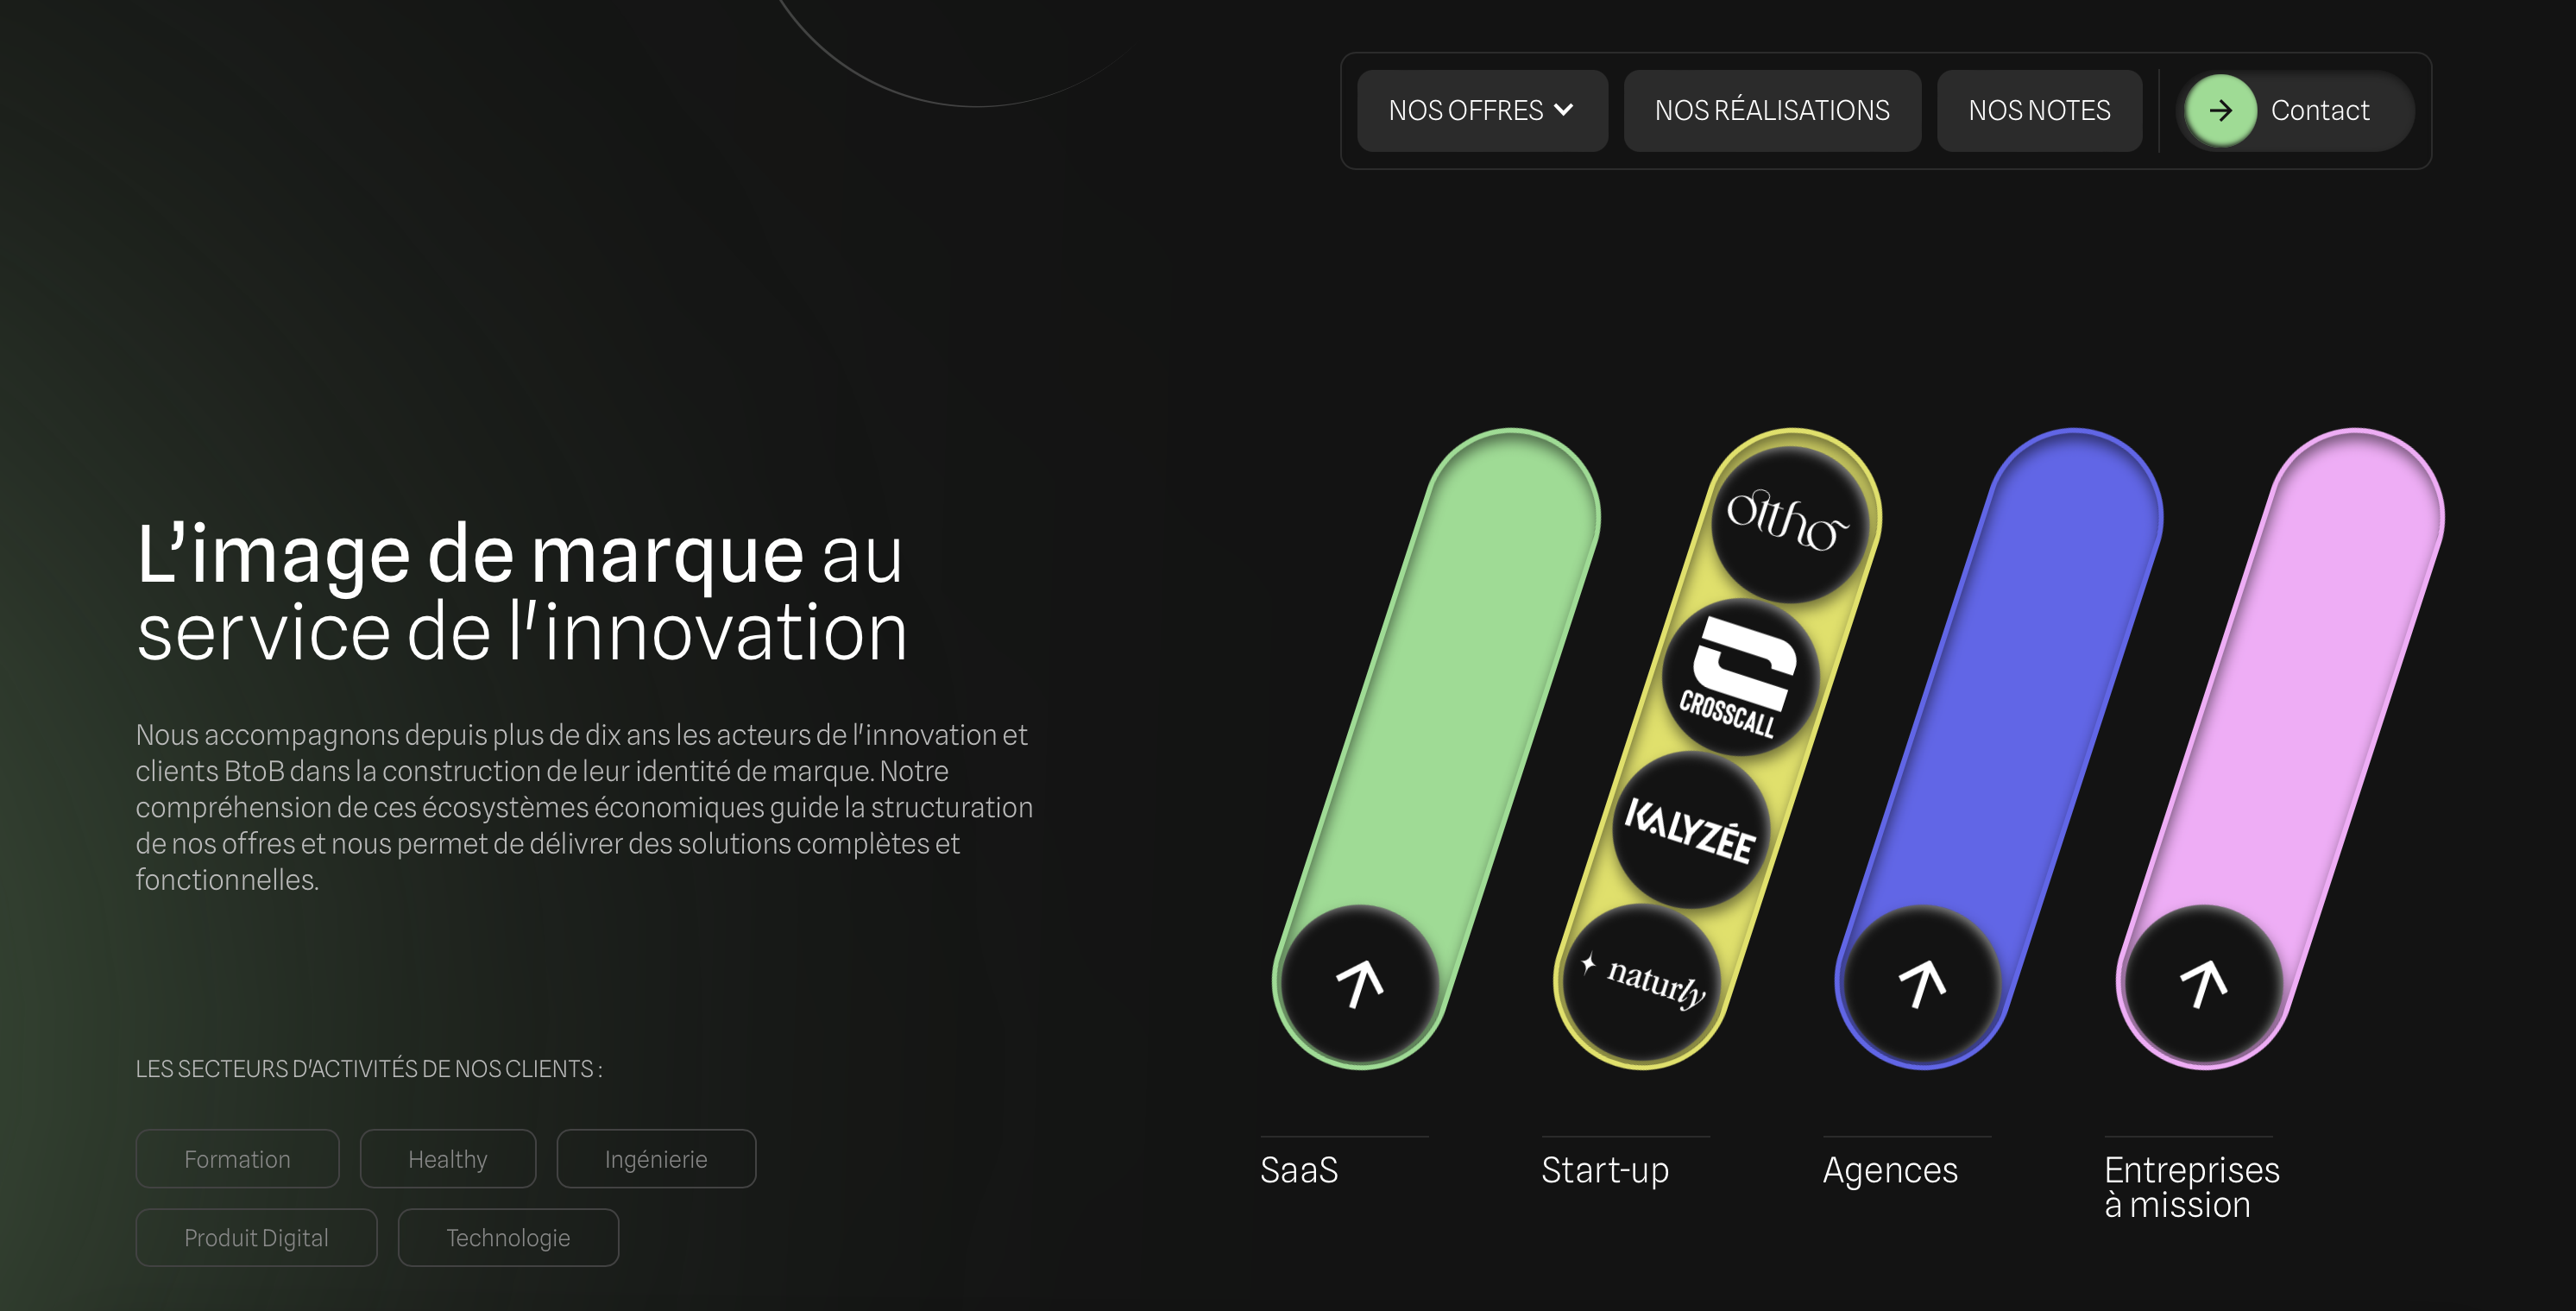 NOS OFFRES
NOS RÉALISATIONS
NOS NOTES
Contact
L’image de marque au
service de l'innovation
Nous accompagnons depuis plus de dix ans les acteurs de l'innovation et
clients BtoB dans la construction de leur identité de marque. Notre
compréhension de ces écosystèmes économiques guide la structuration
de nos offres et nous permet de délivrer des solutions complètes et
fonctionnelles.
LES SECTEURS D'ACTIVITÉS DE NOS CLIENTS :
Formation
Healthy
Ingénierie
Produit Digital
Technologie
ottho
CROSSCALL
KALYZÉE
naturly
SaaS
Start-up
Agences
Entreprises
à mission